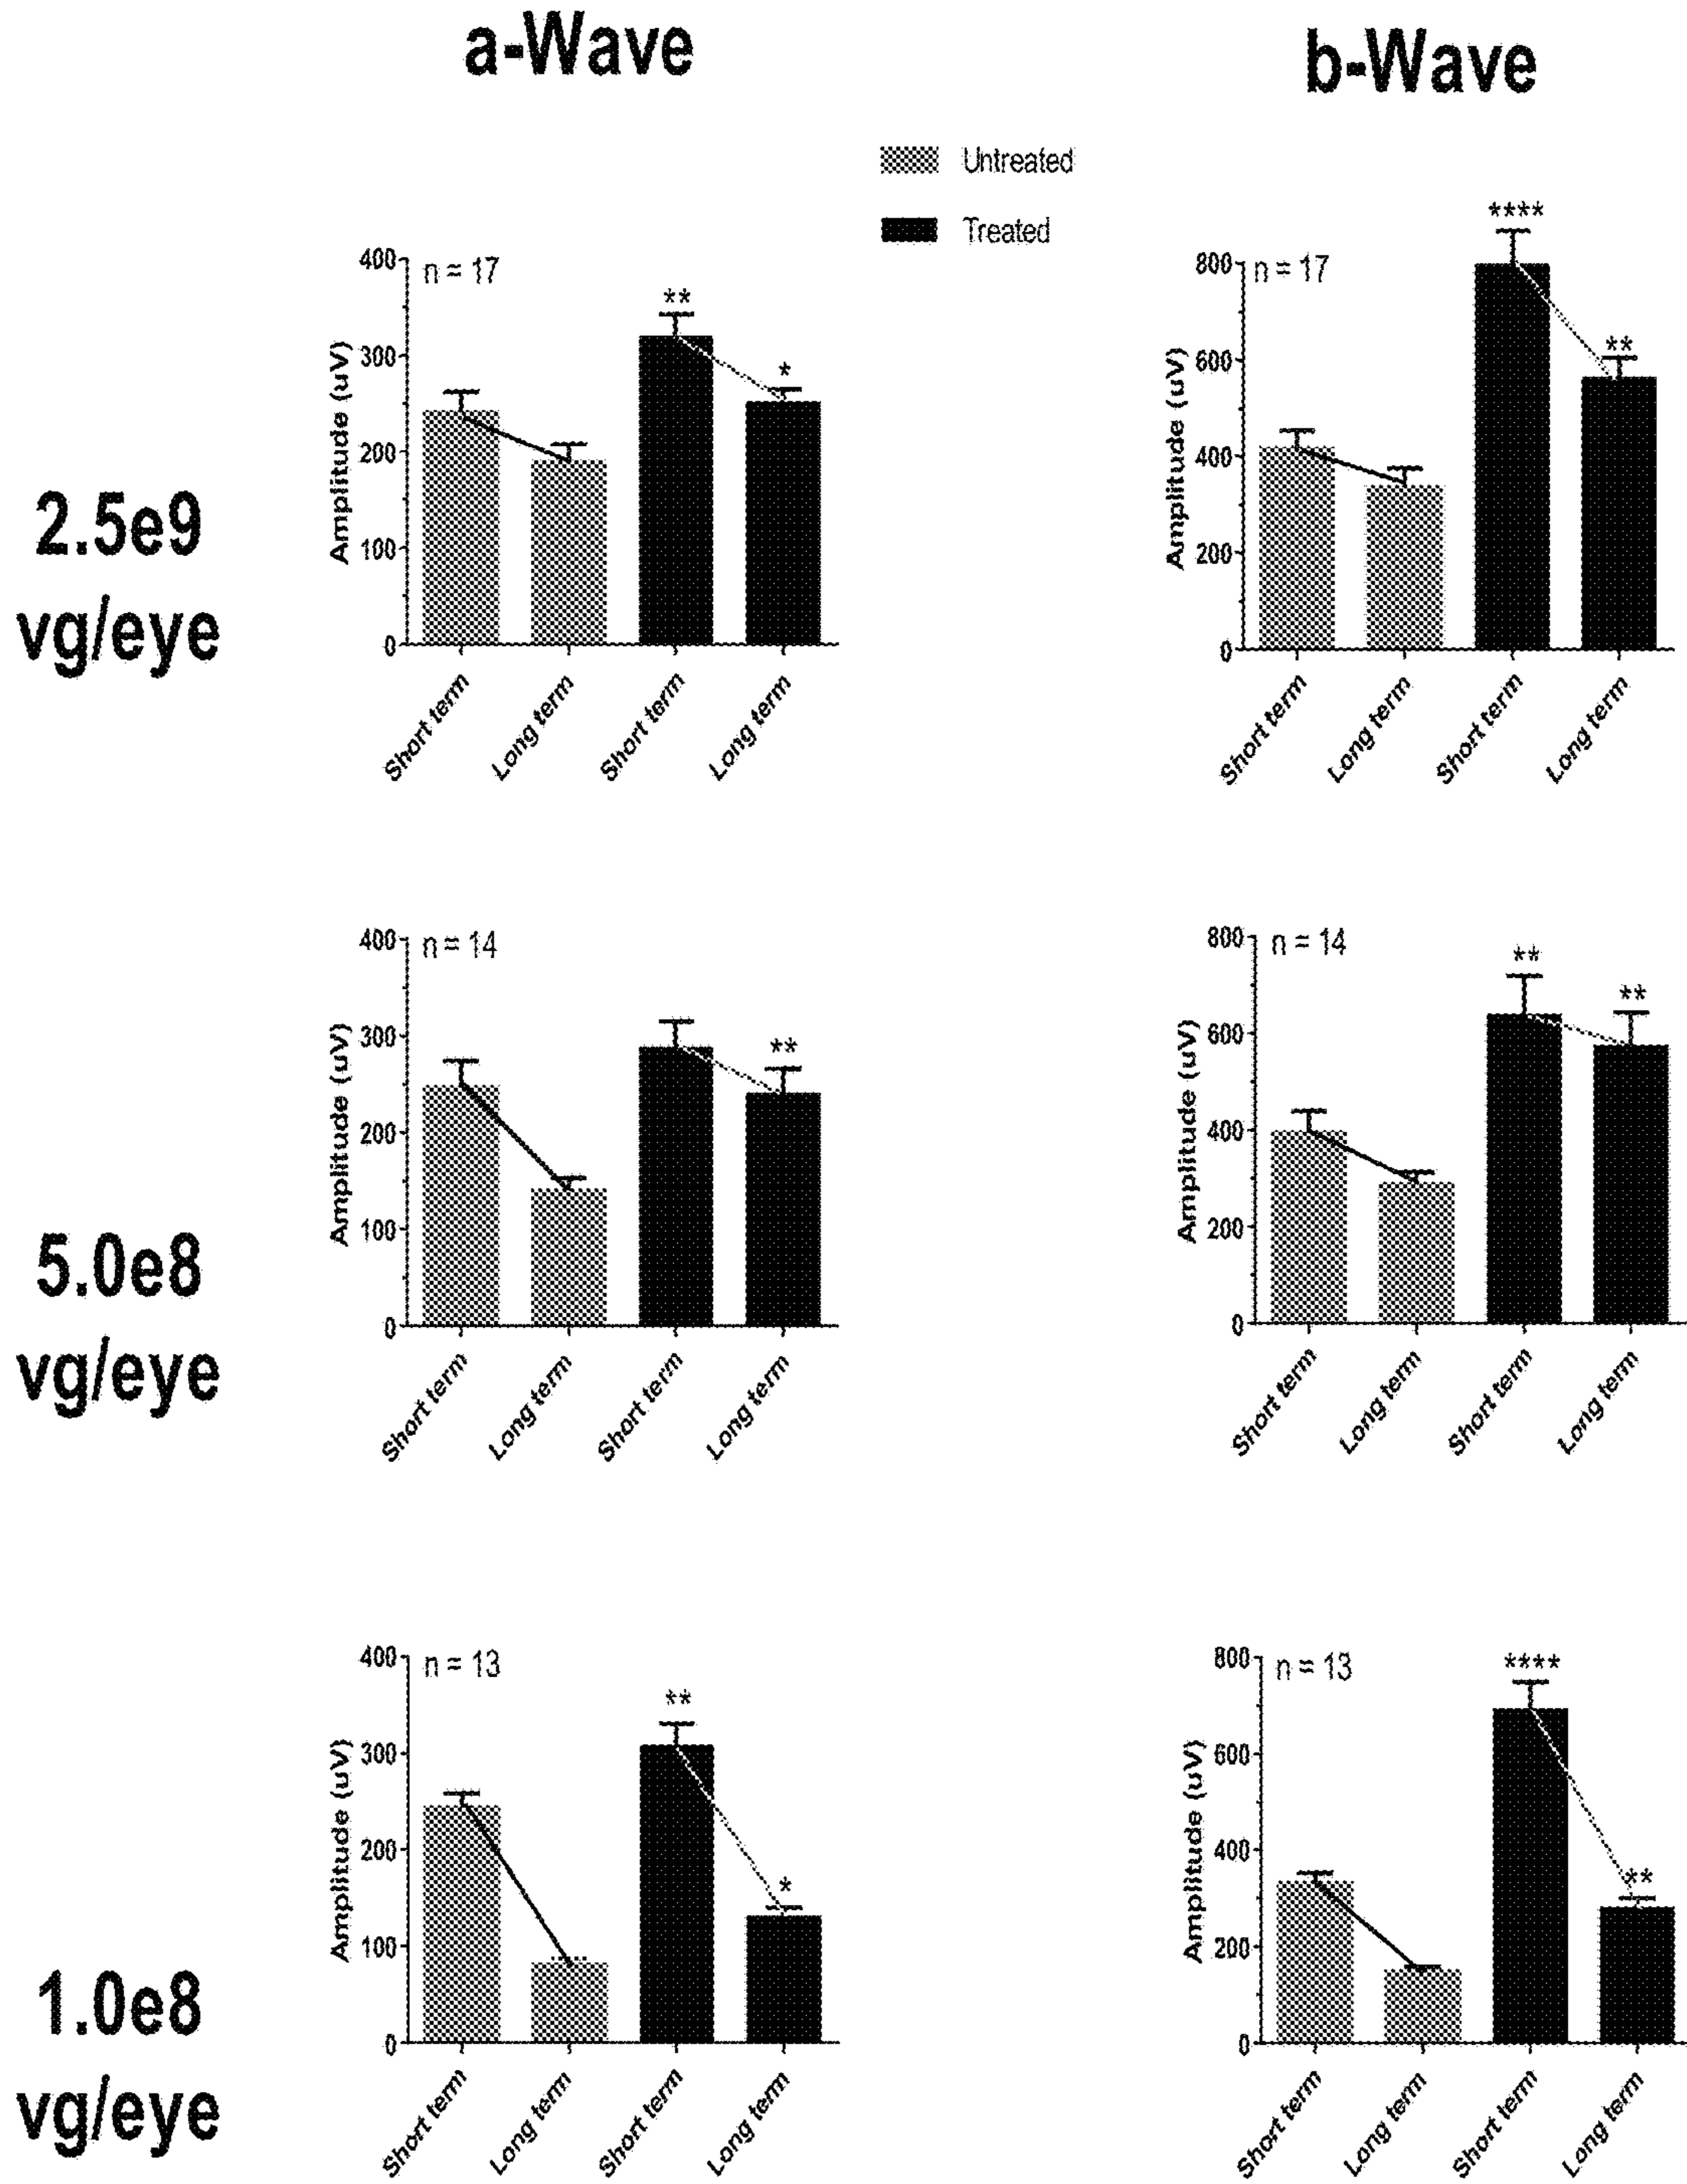 a-Wave
b-Wave
Untreated
Treated
2.5e9
vg/eye
n = 17
**
*
400
300
200
100
0
Amplitude (uV)
Short term
Long term
Short term
Long term
n = 17
****
**
800
600
400
200
0
Amplitude (uV)
Short term
Long term
Short term
Long term
5.0e8
vg/eye
n = 14
**
400
300
200
100
0
Amplitude (uV)
Short term
Long term
Short term
Long term
n = 14
**
**
800
600
400
200
0
Amplitude (uV)
Short term
Long term
Short term
Long term
1.0e8
vg/eye
n = 13
**
*
400
300
200
100
0
Amplitude (uV)
Short term
Long term
Short term
Long term
n = 13
****
**
800
600
400
200
0
Amplitude (uV)
Short term
Long term
Short term
Long term